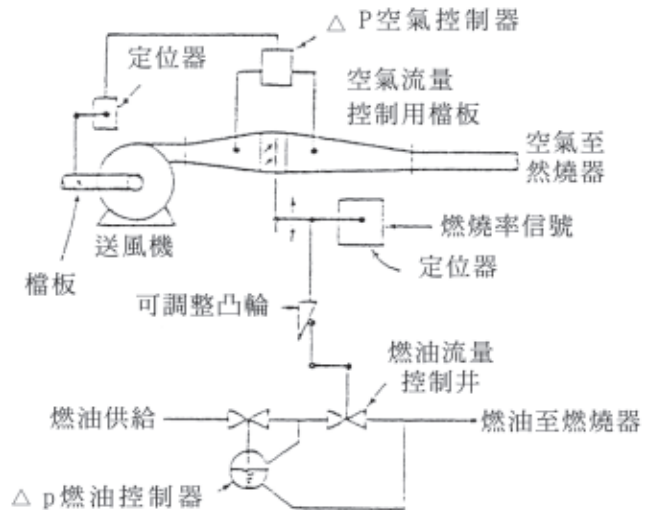 △ P空氣控制器
定位器
空氣流量
控制用檔板
空氣至
然燒器
送風機
燃燒率信號
定位器
檔板
可調整凸輪
燃油流量
控制井
燃油供給
燃油至燃燒器
△ p燃油控制器